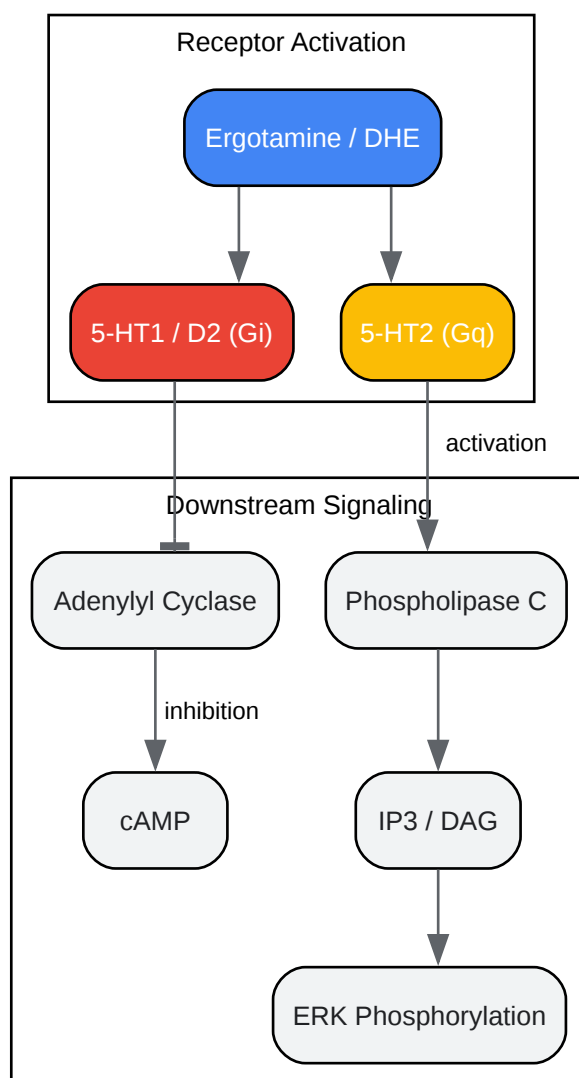 Receptor Activation
Ergotamine / DHE
5-HT1 / D2 (Gi)
5-HT2 (Gq)
activation
Downstream Signaling
Adenylyl Cyclase
Phospholipase C
inhibition
cAMP
IP3 / DAG
ERK Phosphorylation